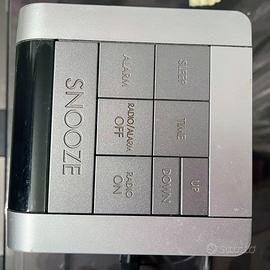 SLEEP
TIME
UP
DOWN
ALARM
RADIO/ALARM
OFF
RADIO
ON
SNOOZE